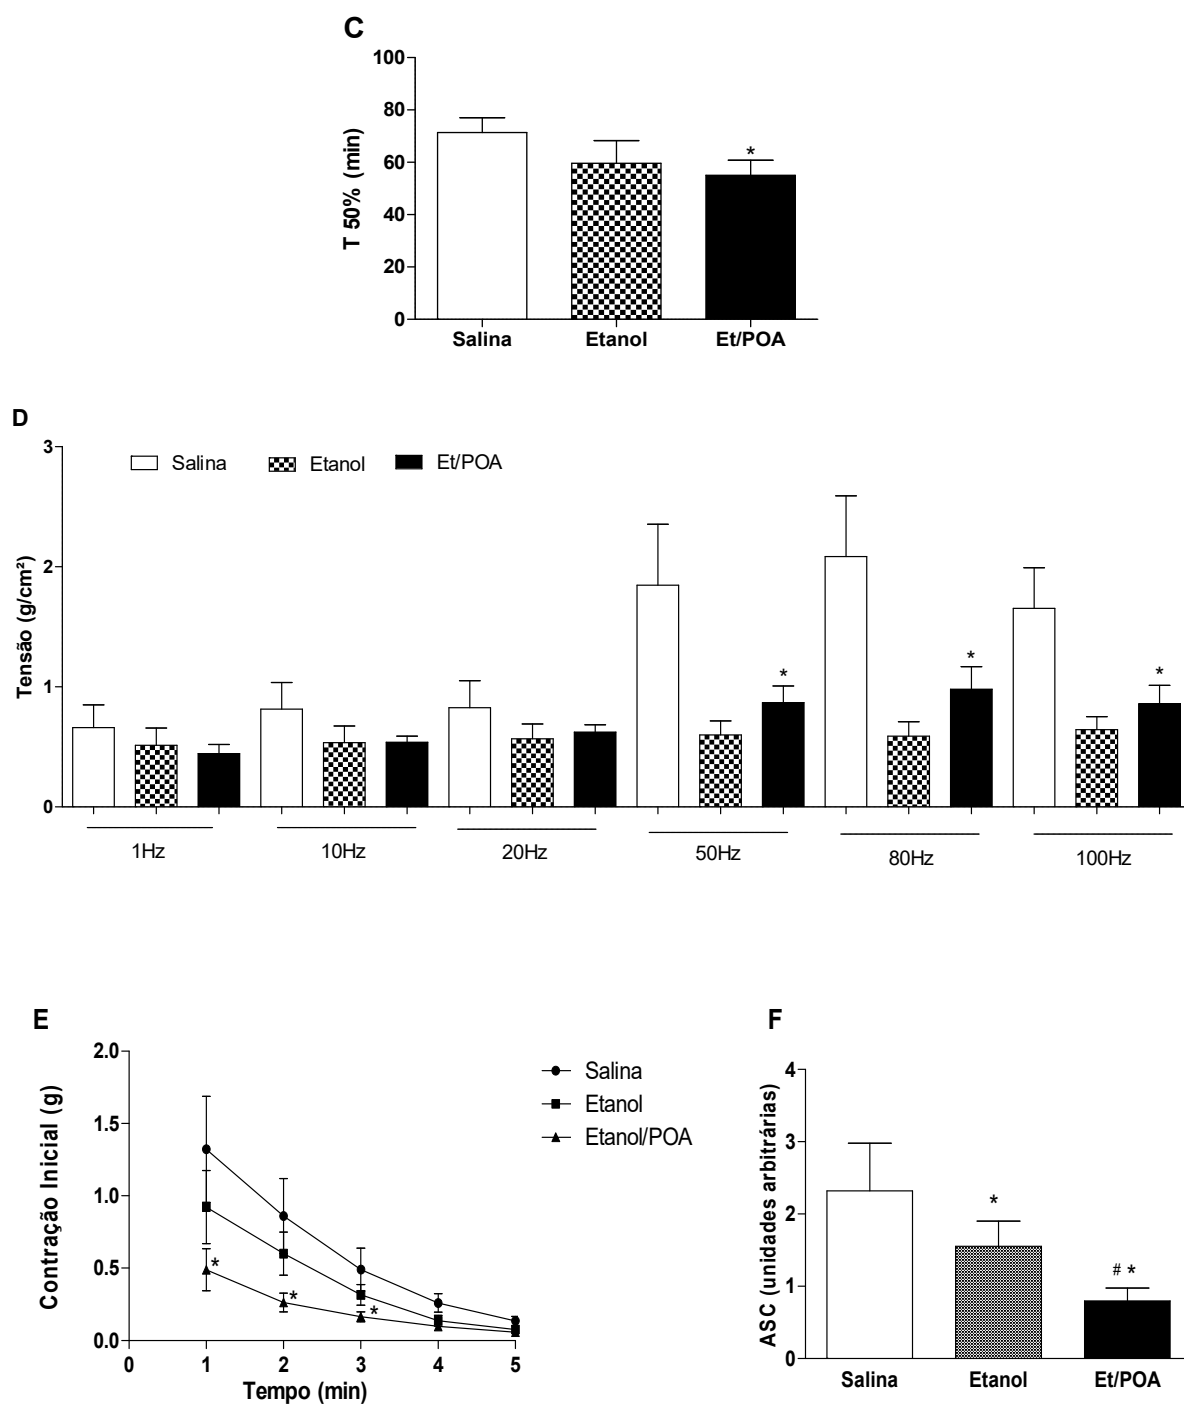 C
100
80
60
40
20
0
T 50% (min)
*
Salina Etanol Et/POA
D
3
2
1
0
Tensão (g/cm²)
Salina Etanol Et/POA
* * *
1Hz 10Hz 20Hz 50Hz 80Hz 100Hz
E
2.0
1.5
1.0
0.5
0.0
Contração Inicial (g)
Salina
Etanol
Etanol/POA
* * *
0 1 2 3 4 5
Tempo (min)
F
4
3
2
1
0
ASC (unidades arbitrárias)
*
# *
Salina Etanol Et/POA